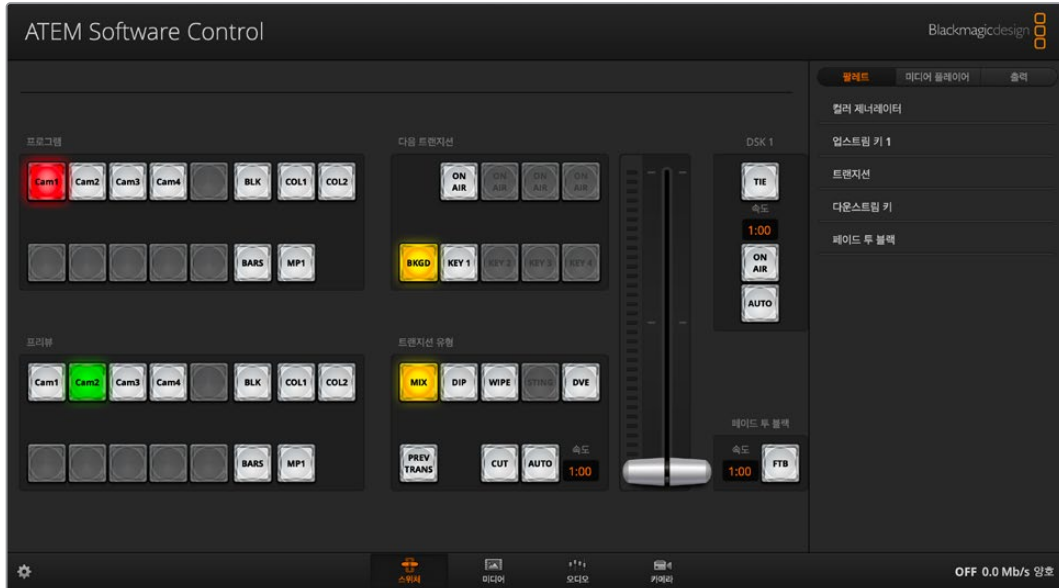 ATEM Software Control
Blackmagicdesign
팔레트 미디어 플레이어 출력
컬러 제너레이터
업스트림 키 1
트랜지션
다운스트림 키
페이드 투 블랙
프로그램
Cam1 Cam2 Cam3 Cam4 BLK COL1 COL2
BARS MP1
다음 트랜지션
ON AIR ON AIR ON AIR ON AIR
BKGD KEY 1 KEY 2 KEY 3 KEY 4
DSK 1
TIE
속도
1:00
ON AIR
AUTO
프리뷰
Cam1 Cam2 Cam3 Cam4 BLK COL1 COL2
BARS MP1
트랜지션 유형
MIX DIP WIPE STING DVE
PREV TRANS CUT AUTO
속도
1:00
페이드 투 블랙
속도
1:00 FTB
스위처 미디어 오디오 카메라
OFF 0.0 Mb/s 양호